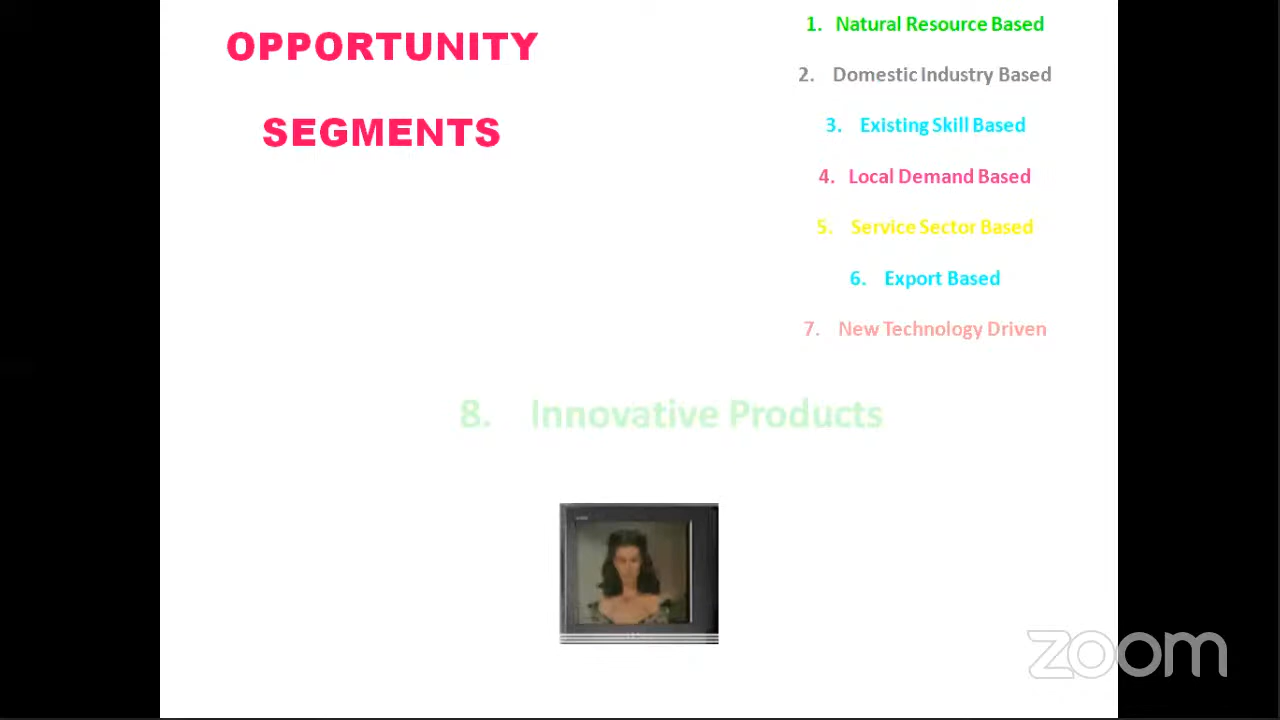 OPPORTUNITY
SEGMENTS
1. Natural Resource Based
2. Domestic Industry Based
3. Existing Skill Based
4. Local Demand Based
5. Service Sector Based
6. Export Based
7. New Technology Driven
8. Innovative Products
zoom